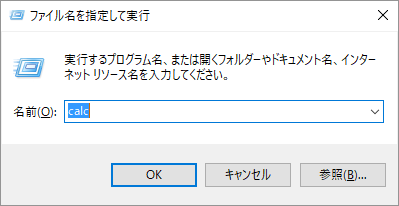 ファイル名を指定して実行
実行するプログラム名、または開くフォルダーやドキュメント名、インター
ネット リソース名を入力してください。
名前(O): calc
OK キャンセル 参照(B)...